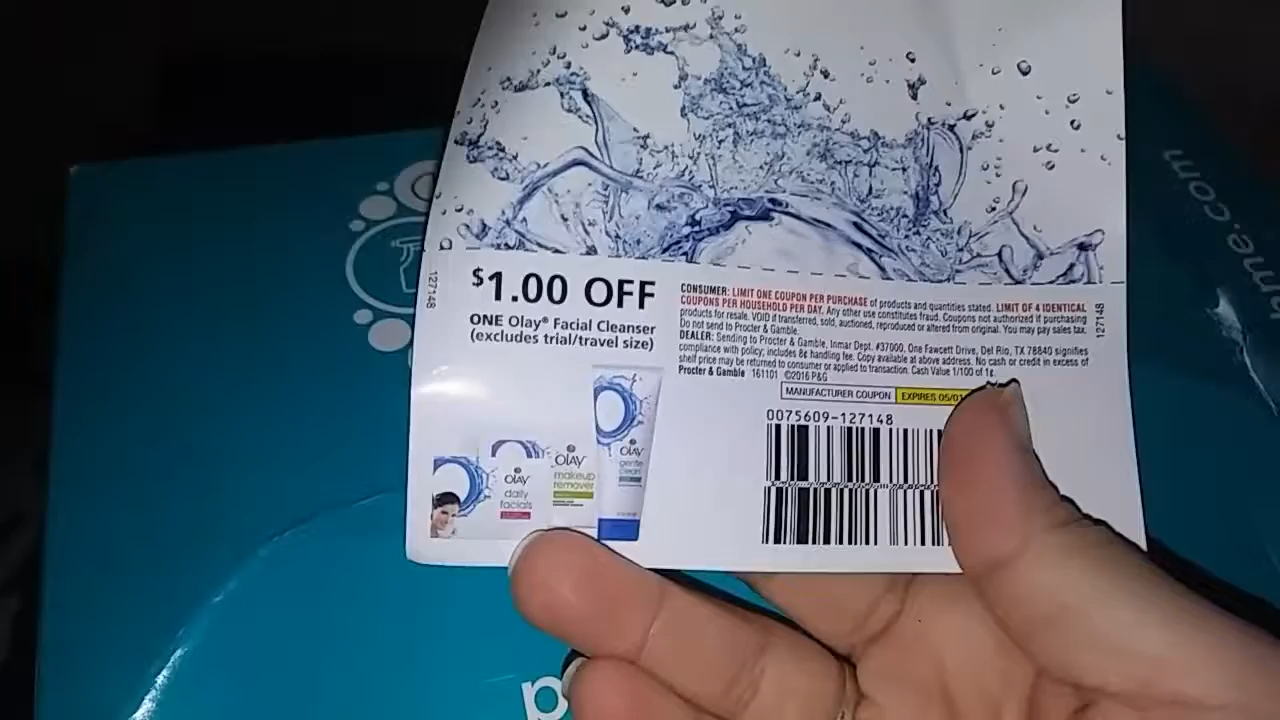 $1.00 OFF
ONE Olay® Facial Cleanser
(excludes trial/travel size)
127148
CONSUMER: LIMIT ONE COUPON PER PURCHASE of products and quantities stated. LIMIT OF 4 IDENTICAL
COUPONS PER HOUSEHOLD PER DAY. Any other use constitutes fraud. Coupons not authorized if purchasing
products for resale. VOID if transferred, sold, auctioned, reproduced or altered from original. You may pay sales tax.
Do not send to Procter & Gamble.
DEALER: Sending to Procter & Gamble, Inmar Dept. #37000, One Fawcett Drive, Del Rio, TX 78840 signifies
compliance with policy; includes 8¢ handling fee. Copy available at above address. No cash or credit in excess of
shelf price may be returned to consumer or applied to transaction. Cash Value 1/100 of 1¢.
Procter & Gamble 161101 ©2016 P&G
127148
MANUFACTURER COUPON EXPIRES 05/01
0075609-127148
OLAY
daily
facials
OLAY
makeup
remover
OLAY
gentle
clean
me.com
p